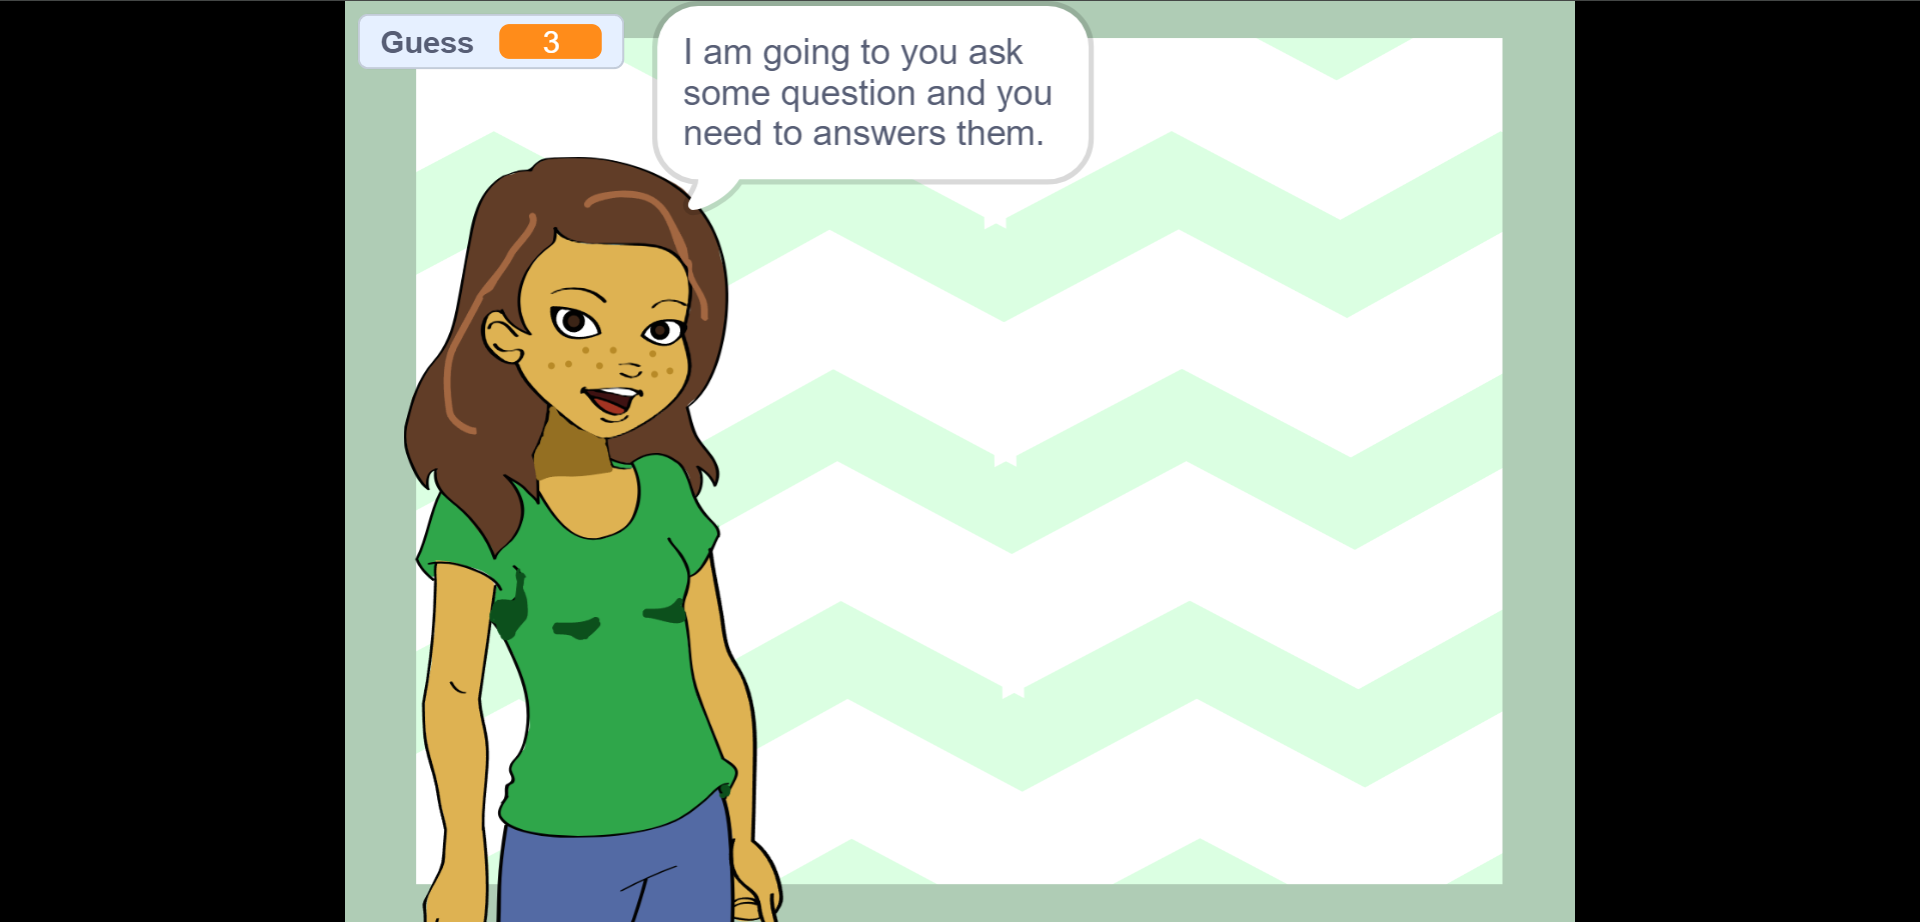 Guess 3
I am going to you ask
some question and you
need to answers them.